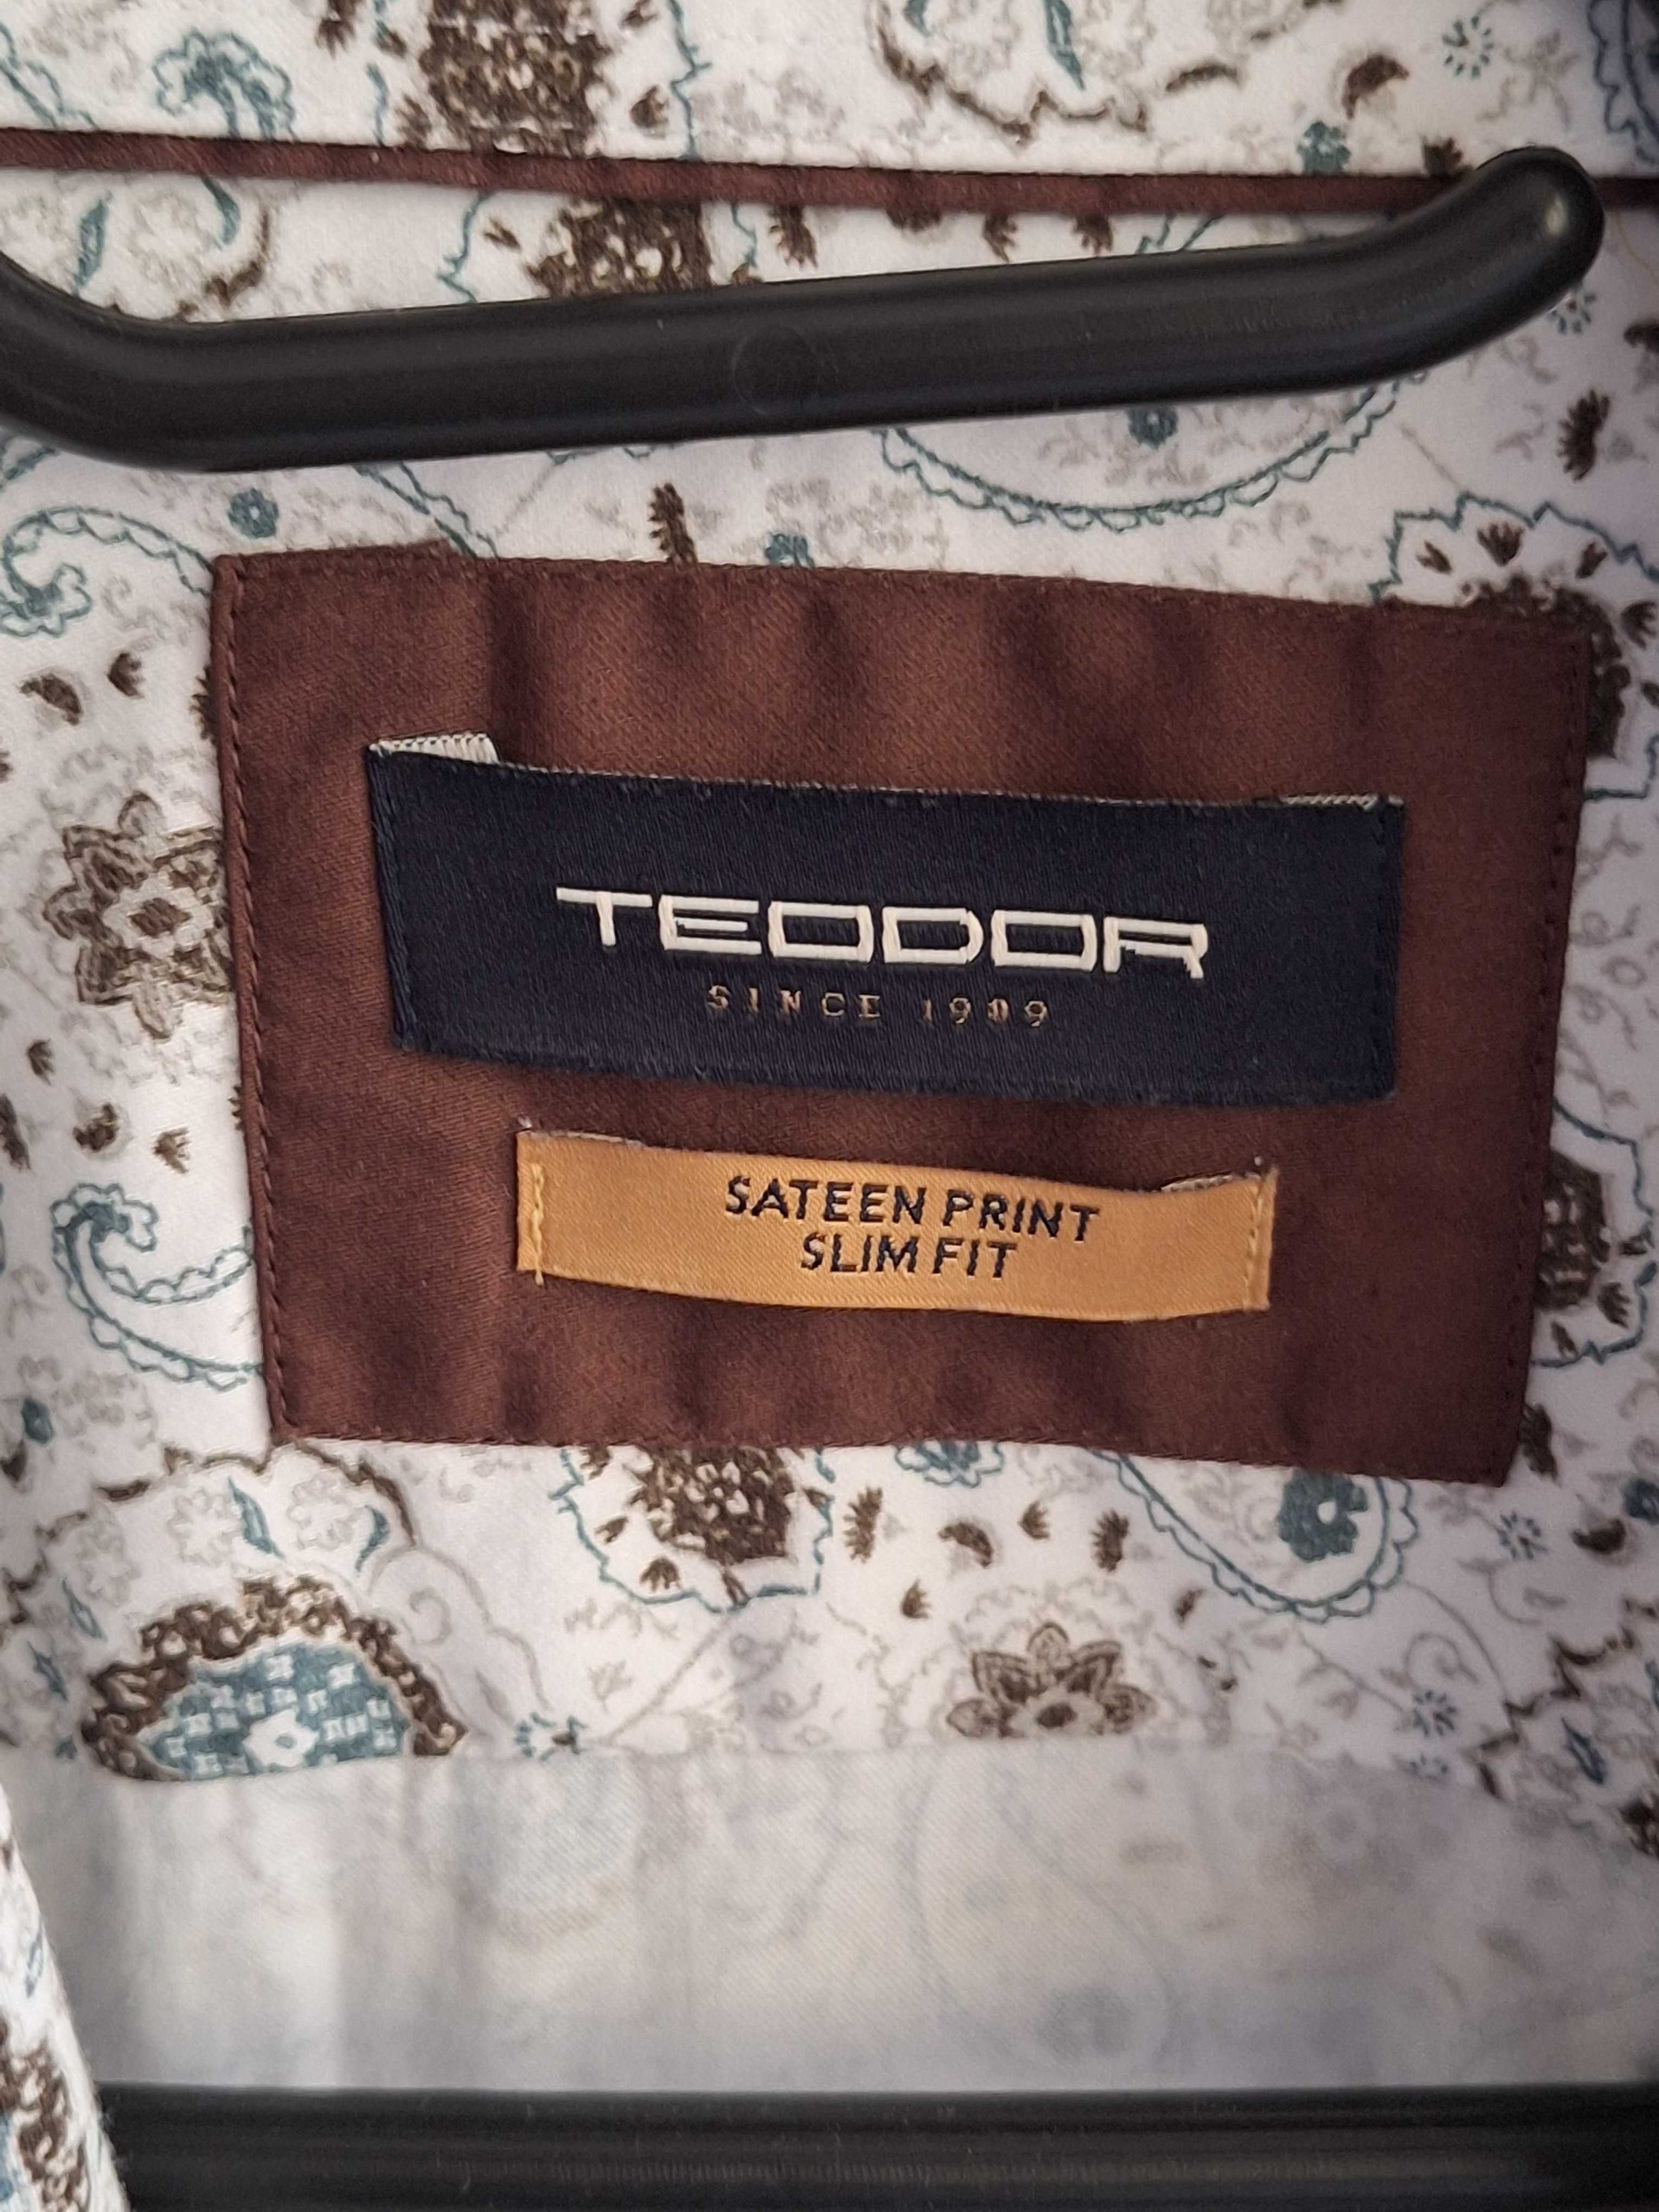 TEODOR
SINCE 1909
SATEEN PRINT
SLIM FIT